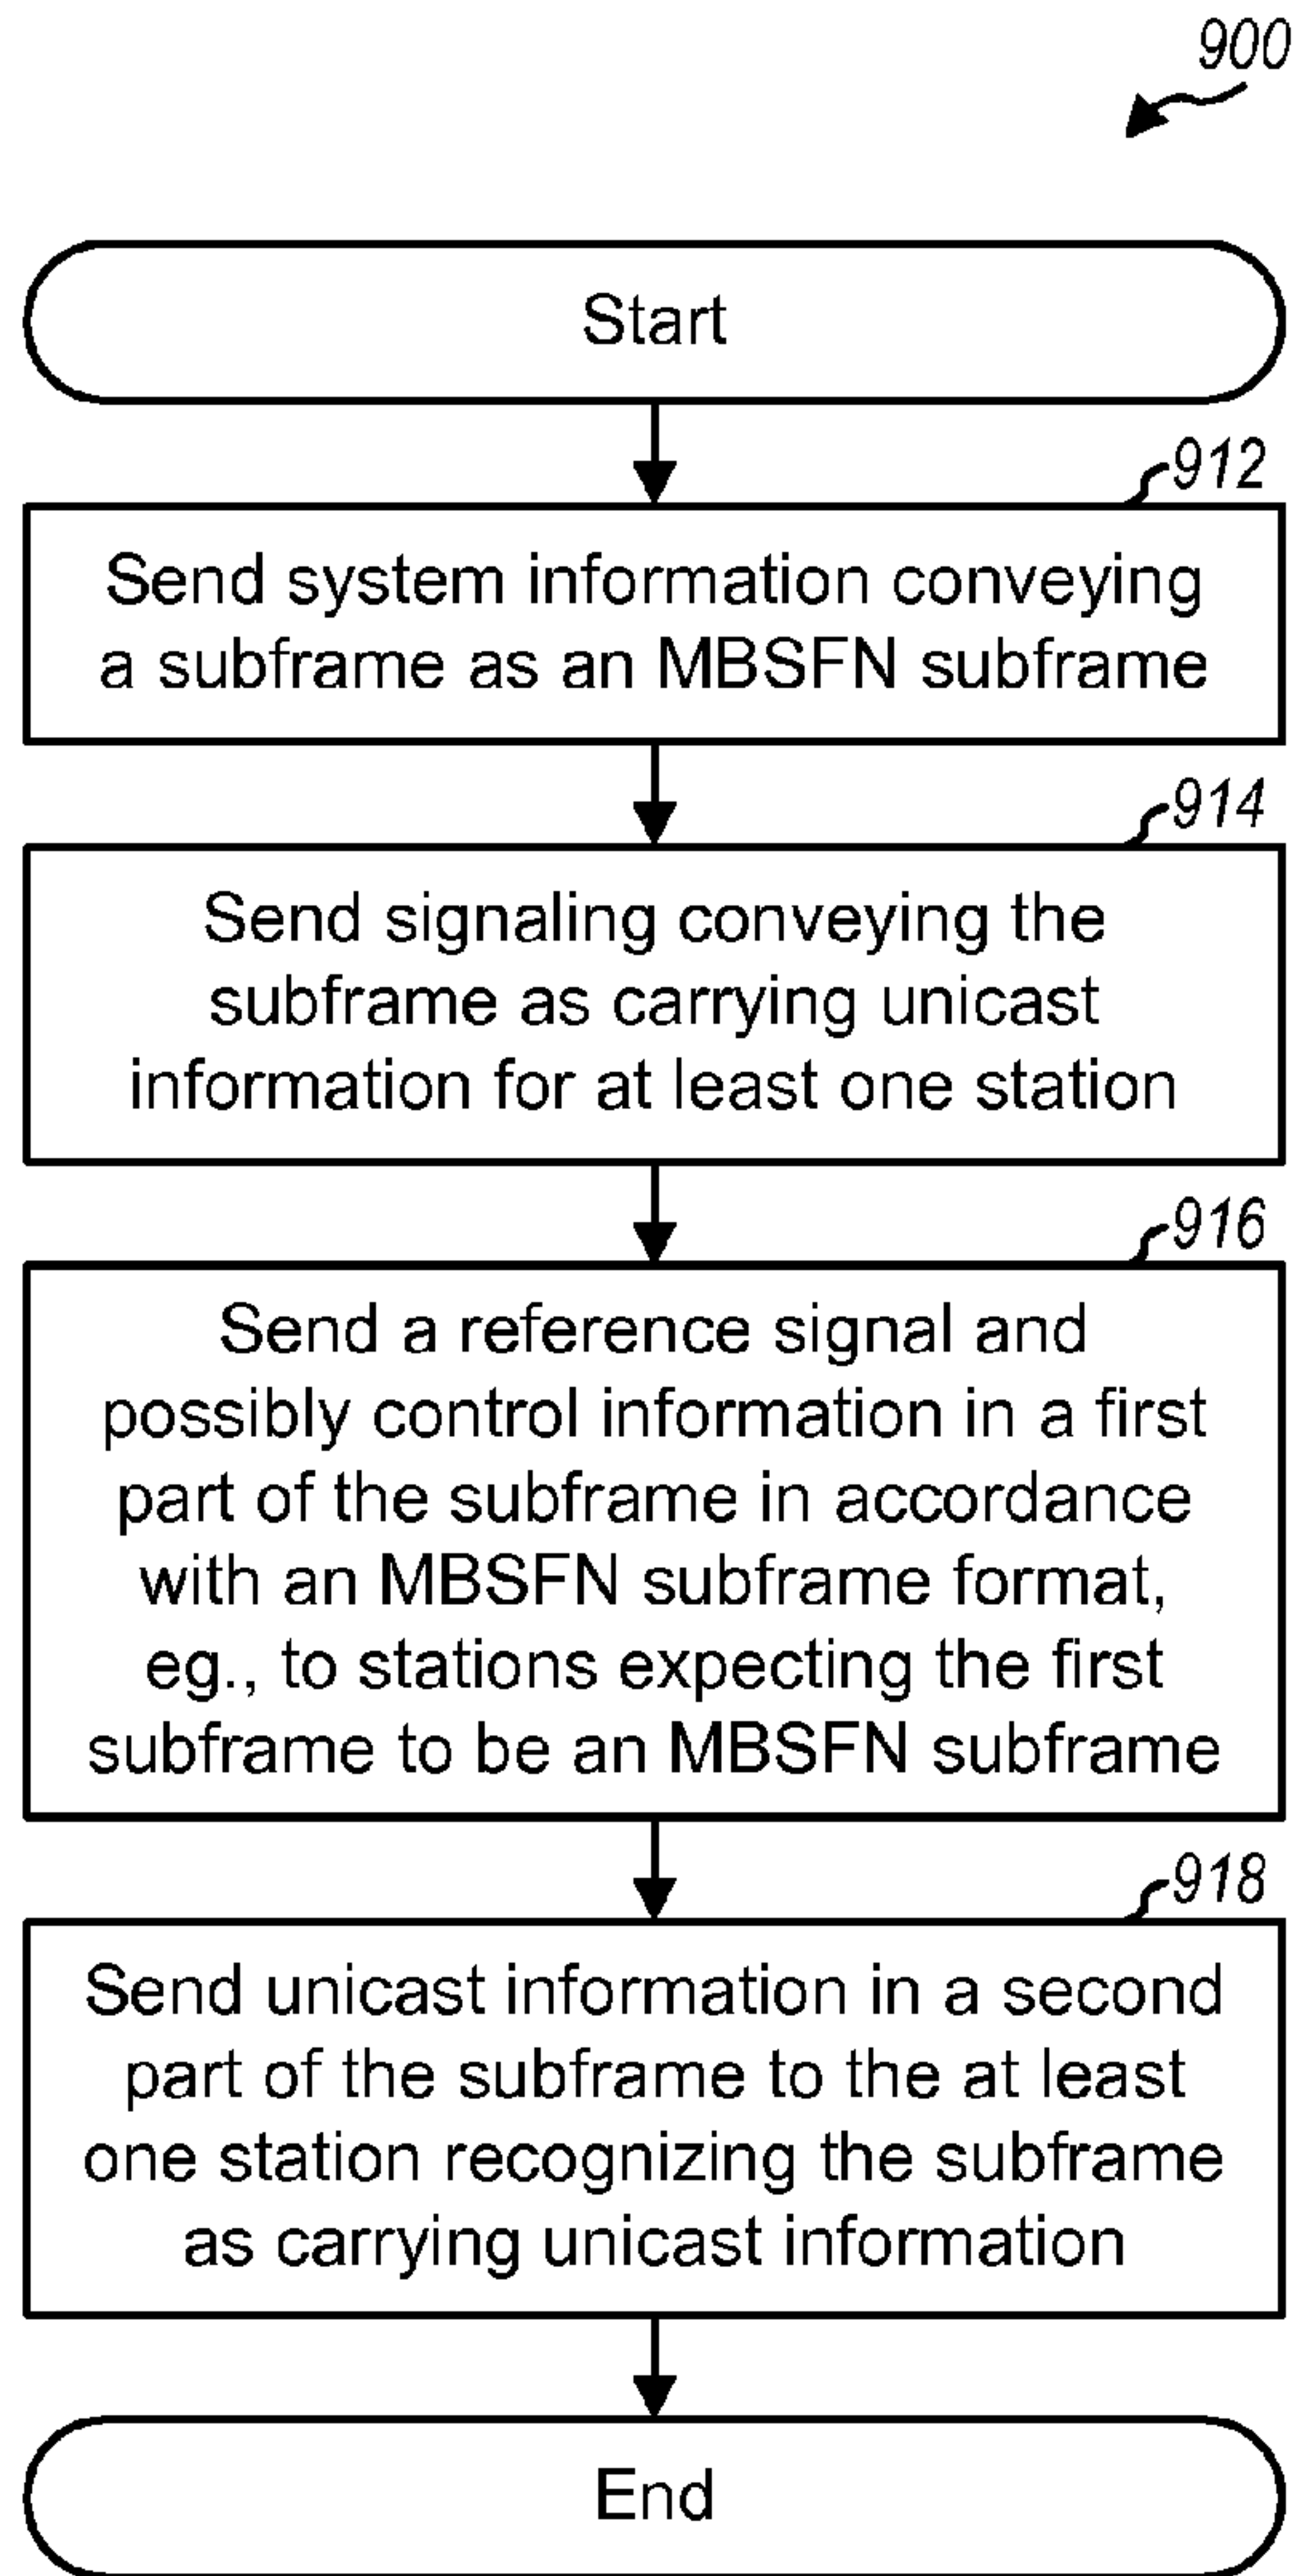 900
Start
912
Send system information conveying
a subframe as an MBSFN subframe
914
Send signaling conveying the
subframe as carrying unicast
information for at least one station
916
Send a reference signal and
possibly control information in a first
part of the subframe in accordance
with an MBSFN subframe format,
eg., to stations expecting the first
subframe to be an MBSFN subframe
918
Send unicast information in a second
part of the subframe to the at least
one station recognizing the subframe
as carrying unicast information
End